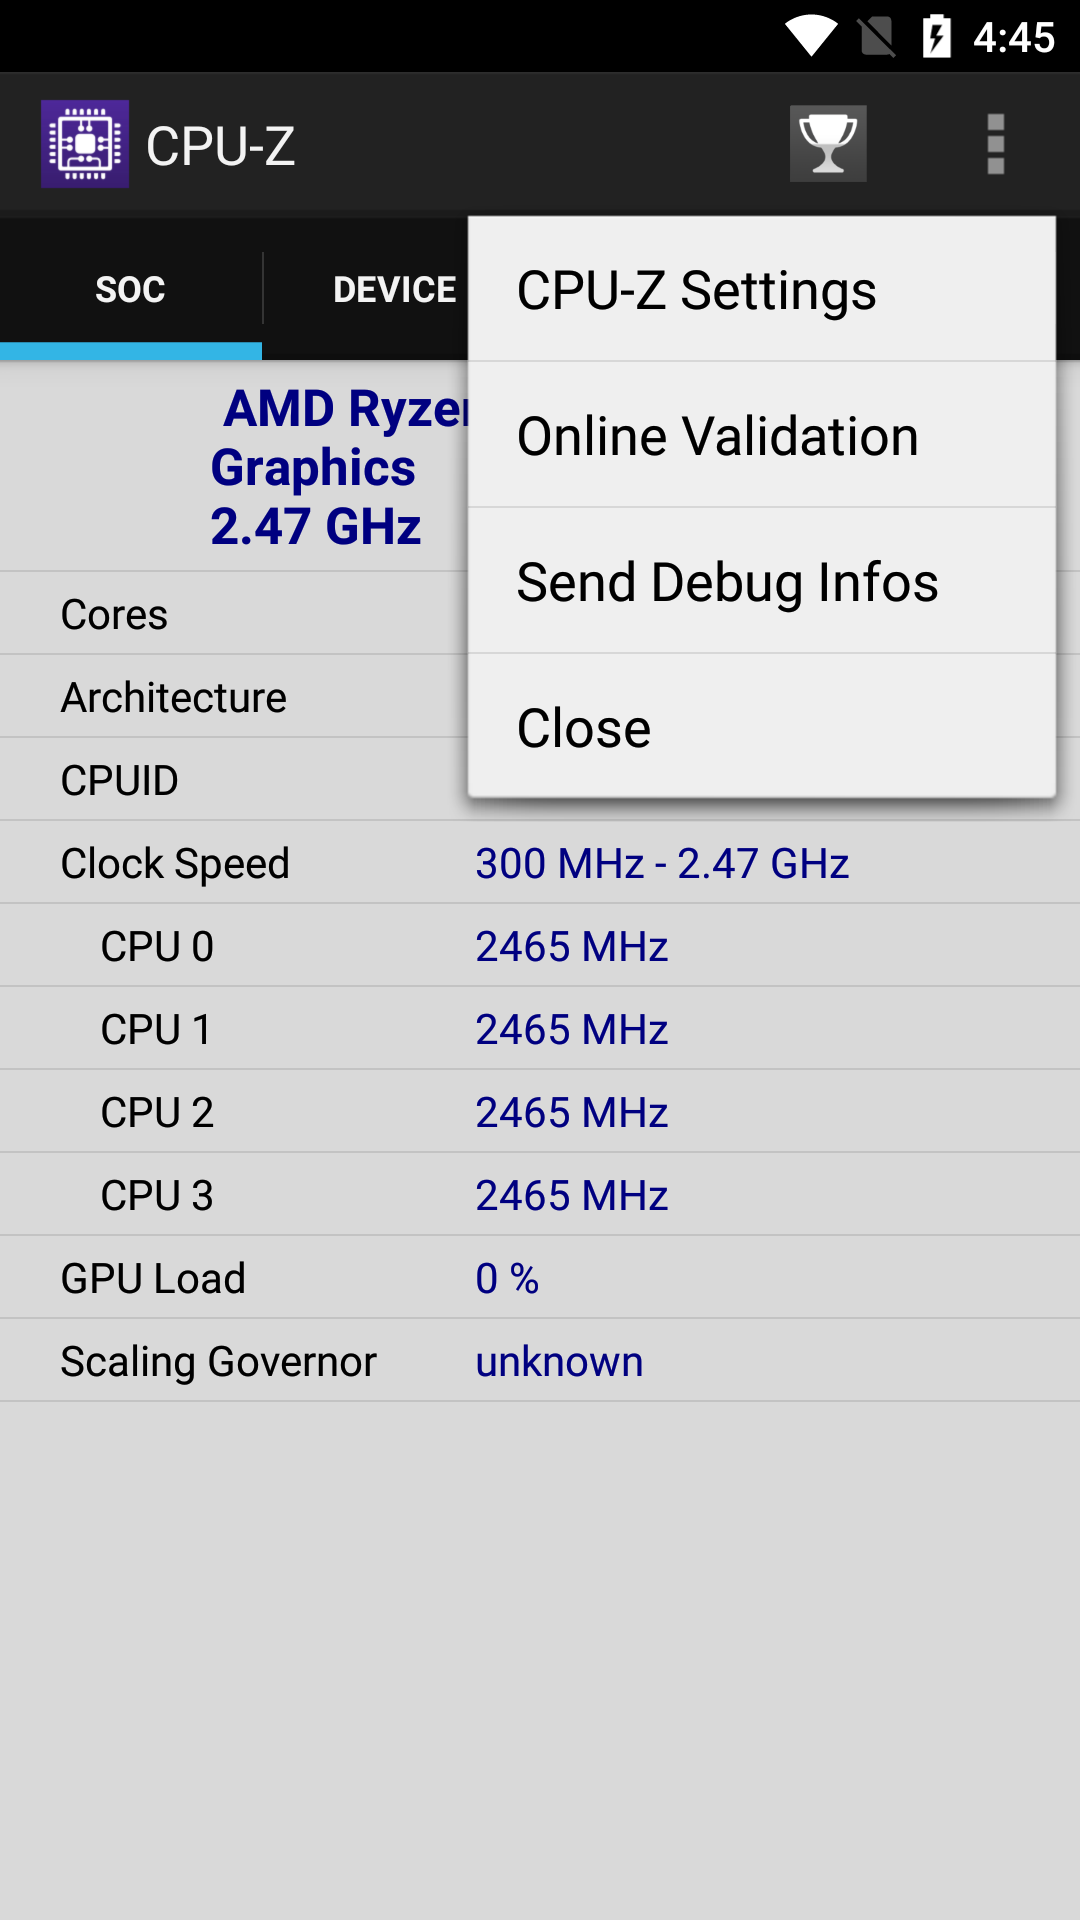 4:45
CPU-Z
SOC
DEVICE
CPU-Z Settings
Online Validation
Send Debug Infos
Close
AMD
Graphics
2.47 GHz
Cores
Architecture
CPUID
Clock Speed 300 MHz - 2.47 GHz
CPU 0 2465 MHz
CPU 1 2465 MHz
CPU 2 2465 MHz
CPU 3 2465 MHz
GPU Load 0 %
Scaling Governor unknown